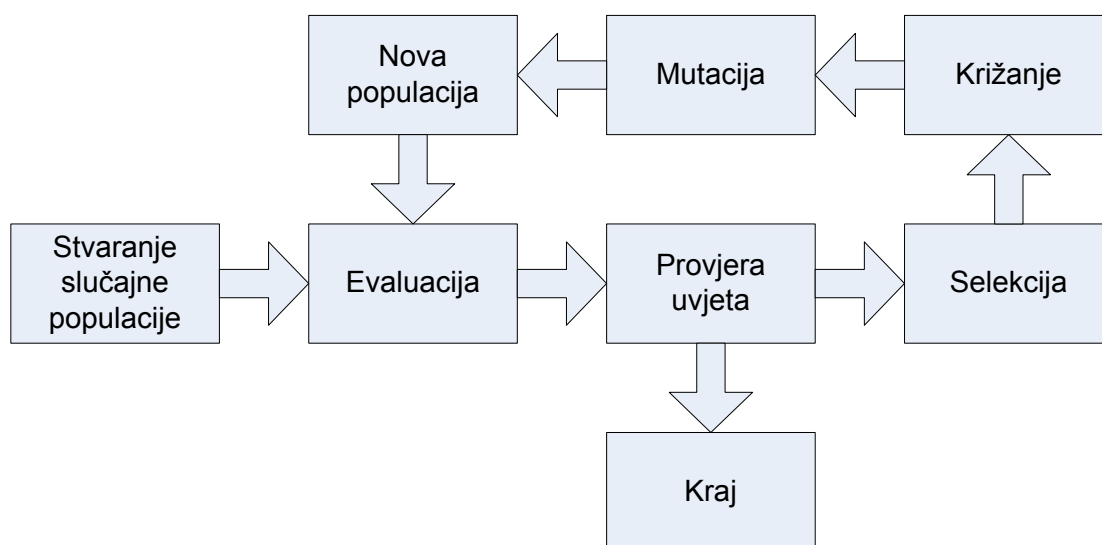 Nova
populacija
Mutacija
Križanje
Stvaranje
slučajne
populacije
Evaluacija
Provjera
uvjeta
Selekcija
Kraj